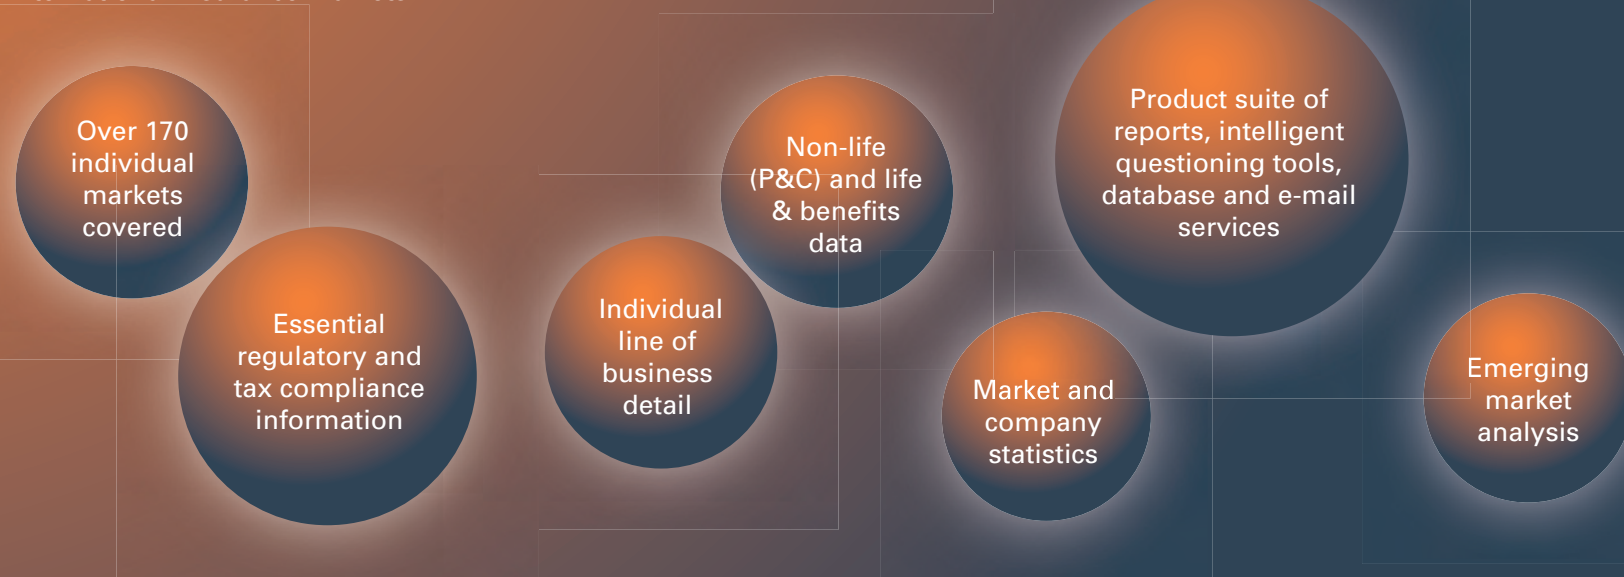 Over 170
individual
markets
covered
Essential
regulatory and
tax compliance
information
Individual
line of
business
detail
Non-life
(P&C) and life
& benefits
data
Market and
company
statistics
Product suite of
reports, intelligent
questioning tools,
database and e-mail
services
Emerging
market
analysis